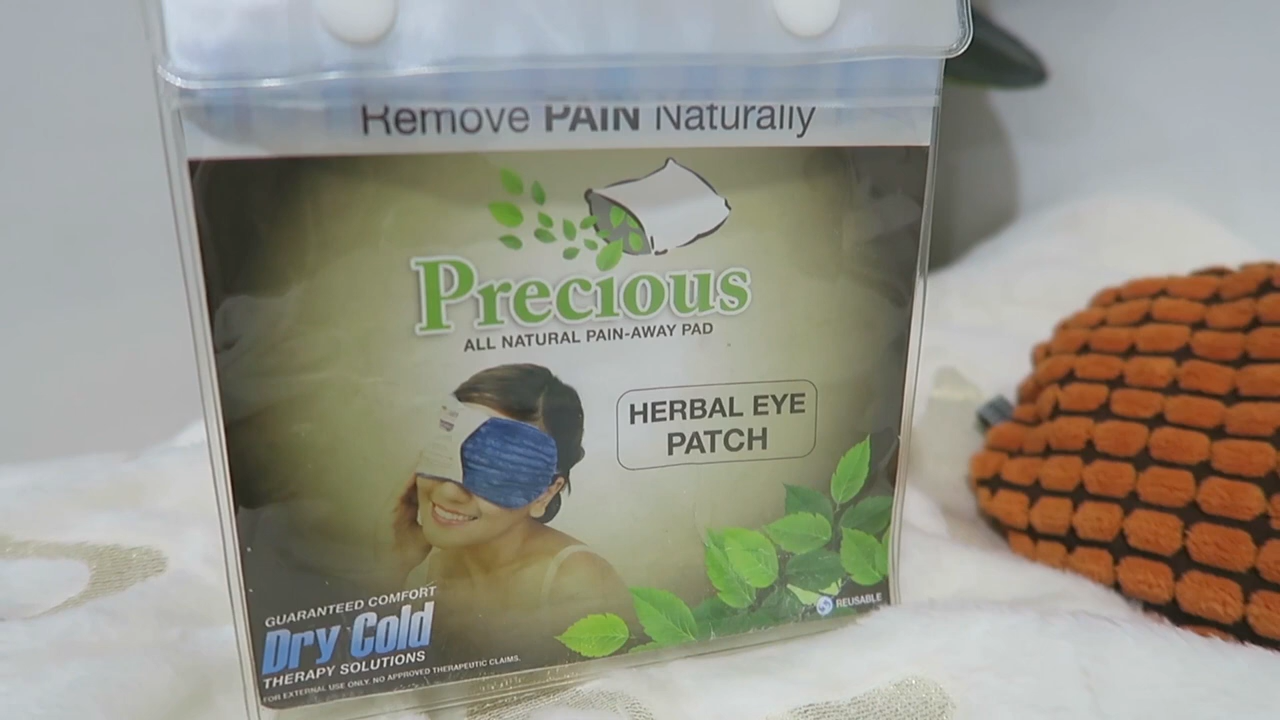 Remove PAIN Naturally
Precious
ALL NATURAL PAIN-AWAY PAD
HERBAL EYE
PATCH
GUARANTEED COMFORT
Dry Cold
THERAPY SOLUTIONS
FOR EXTERNAL USE ONLY. NO APPROVED THERAPEUTIC CLAIMS.
REUSABLE